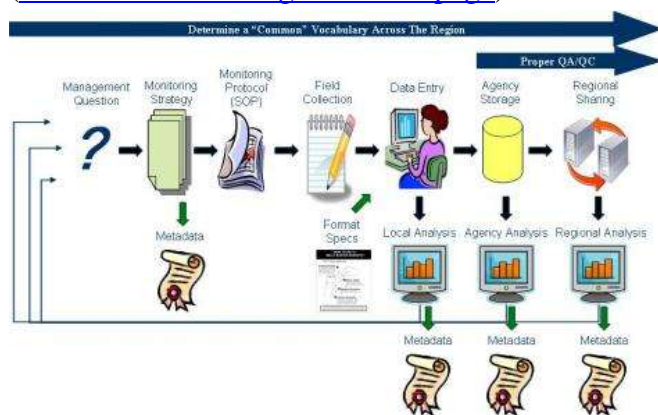 Determine a "Common" Vocabulary Across The Region
Proper QA/QC
Management
Question
Monitoring
Strategy
Monitoring
Protocol
(SOP)
Field
Collection
Data Entry
Agency
Storage
Regional
Sharing
?
Metadata
Format
Specs
Local Analysis
Agency Analysis
Regional Analysis
Metadata
Metadata
Metadata